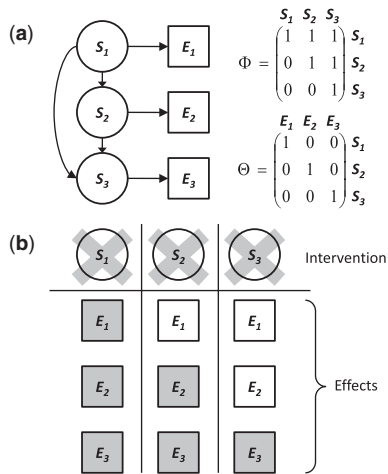 (a)
S1 E1
S2 E2
S3 E3
S1 S2 S3
Φ = ( 1 1 1 ) S1
( 0 1 1 ) S2
( 0 0 1 ) S3
E1 E2 E3
Θ = ( 1 0 0 ) S1
( 0 1 0 ) S2
( 0 0 1 ) S3
(b)
S1 S2 S3 Intervention
E1 E1 E1
E2 E2 E2 Effects
E3 E3 E3